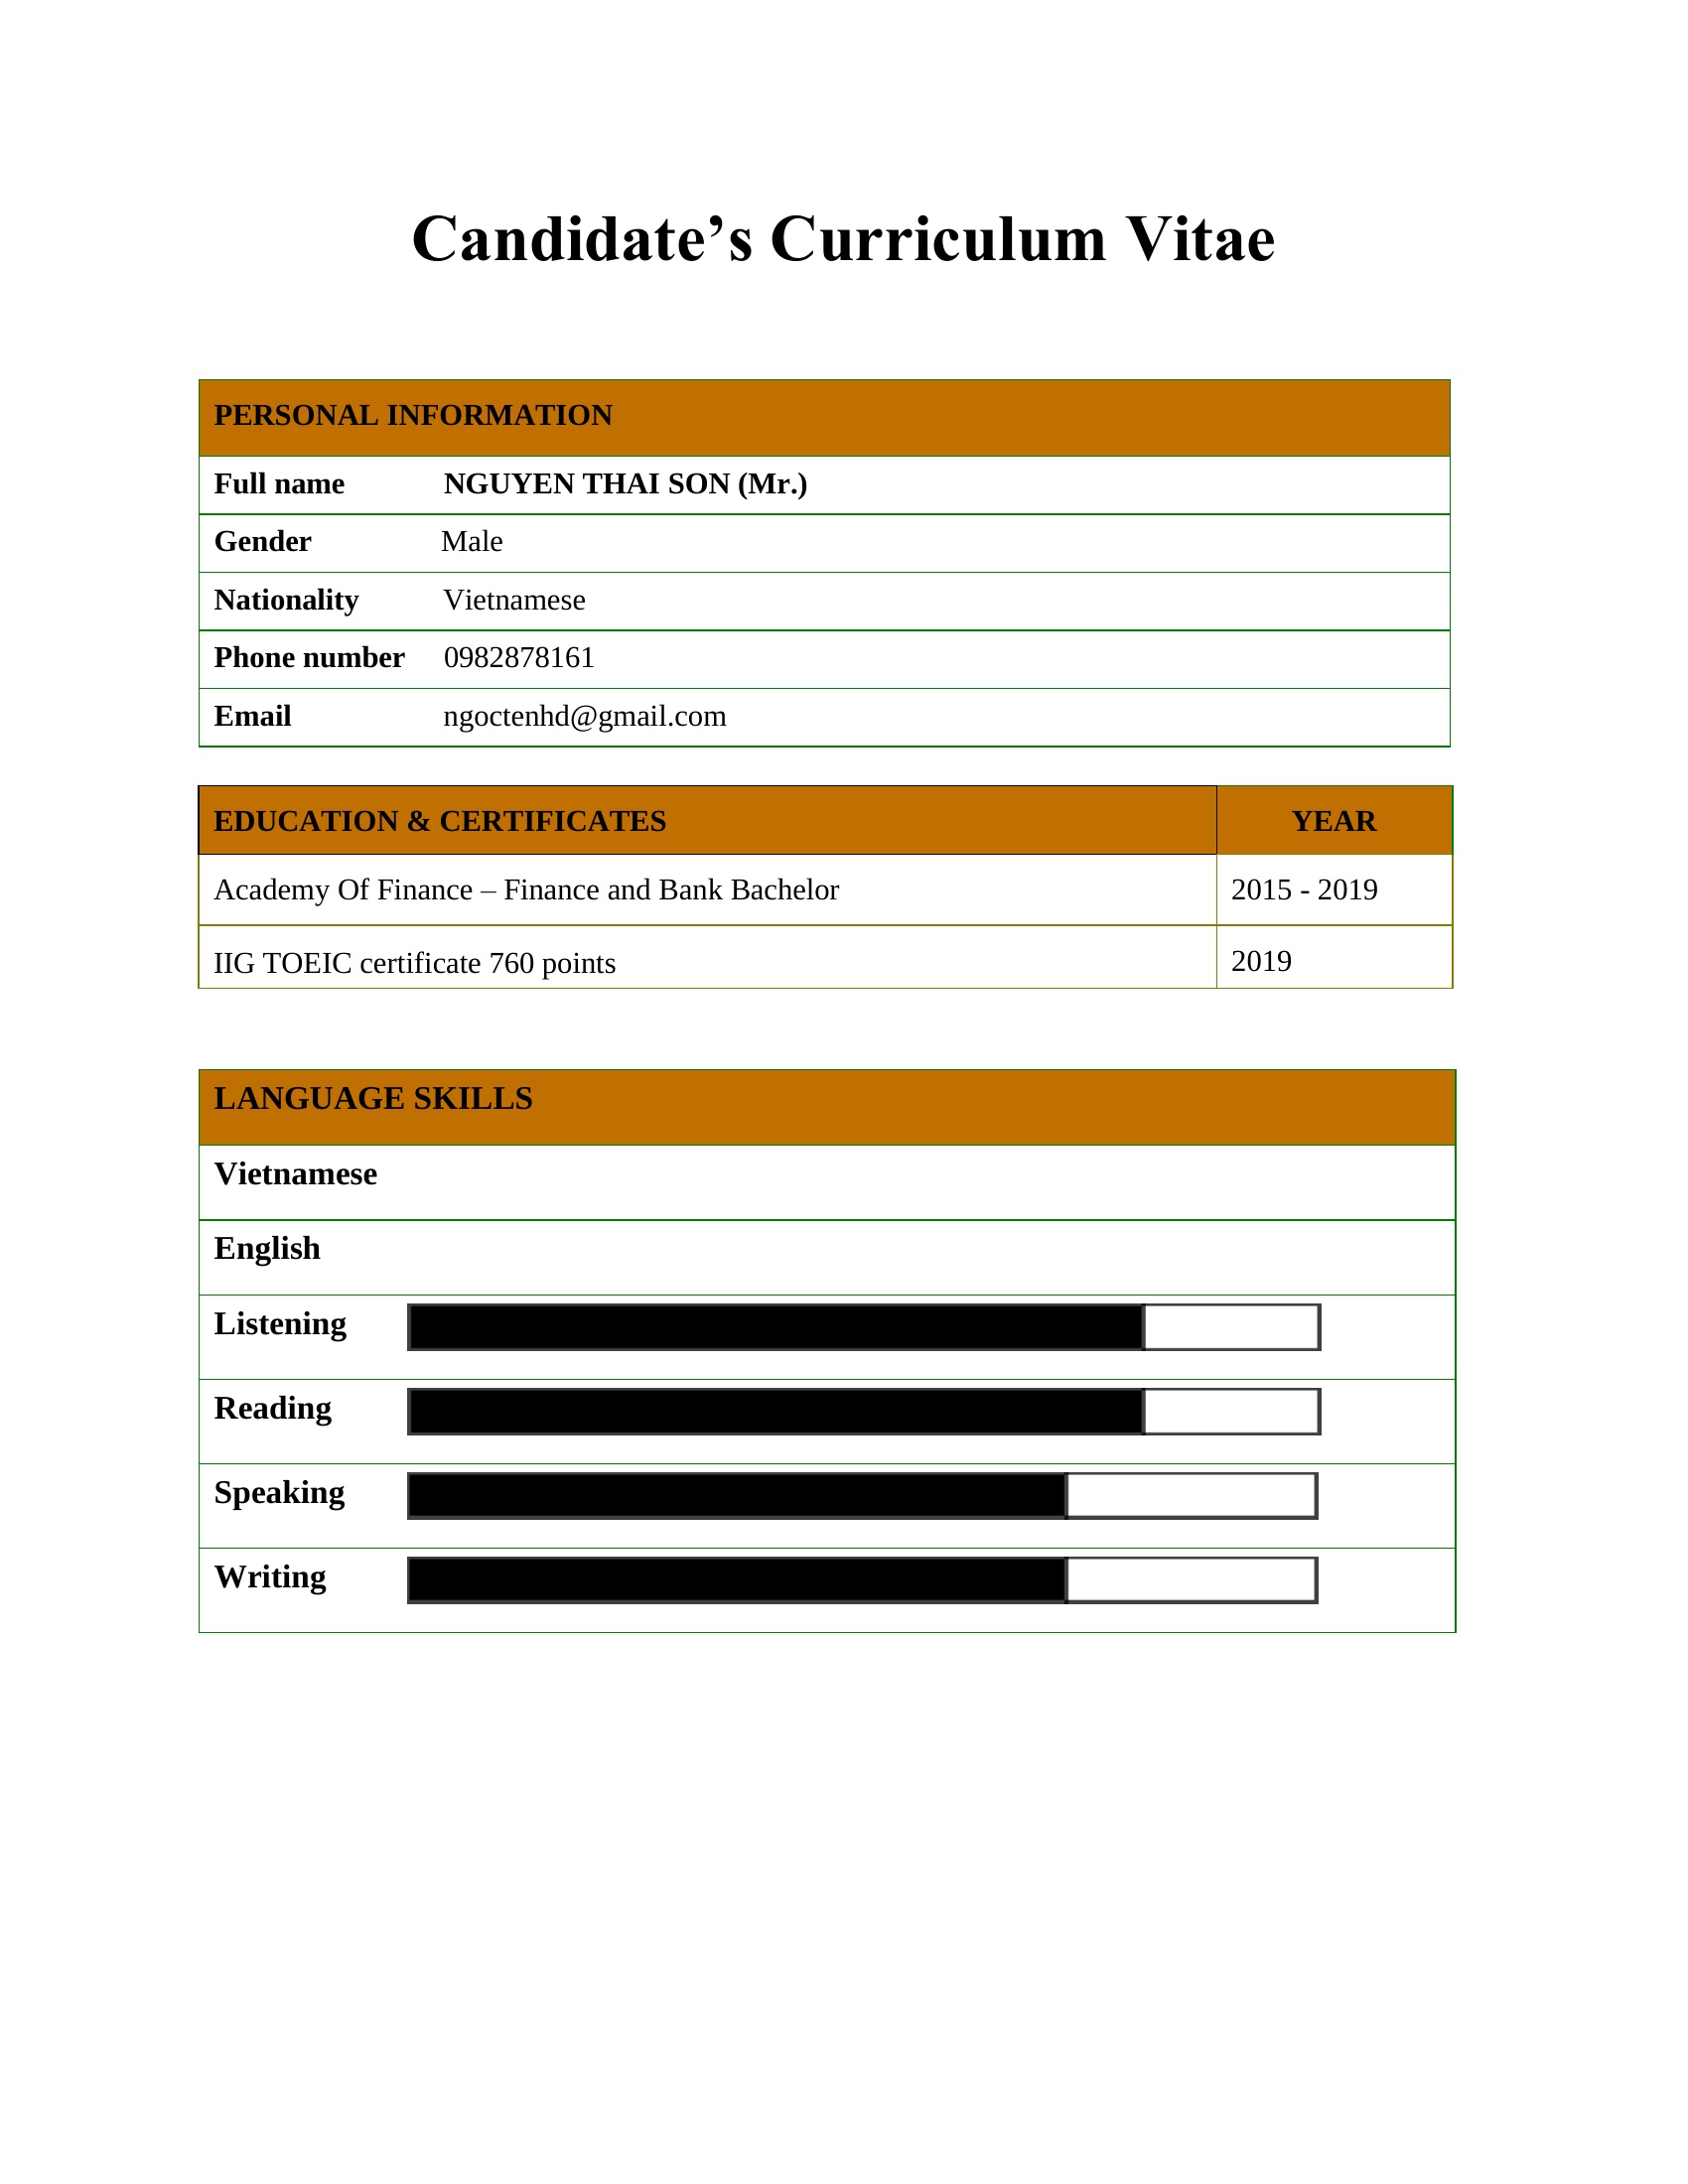 Candidate’s Curriculum Vitae
PERSONAL INFORMATION
Full name NGUYEN THAI SON (Mr.)
Gender Male
Nationality Vietnamese
Phone number 0982878161
Email ngoctenhd@gmail.com
EDUCATION & CERTIFICATES YEAR
Academy Of Finance – Finance and Bank Bachelor 2015 - 2019
IIG TOEIC certificate 760 points 2019
LANGUAGE SKILLS
Vietnamese
English
Listening
Reading
Speaking
Writing